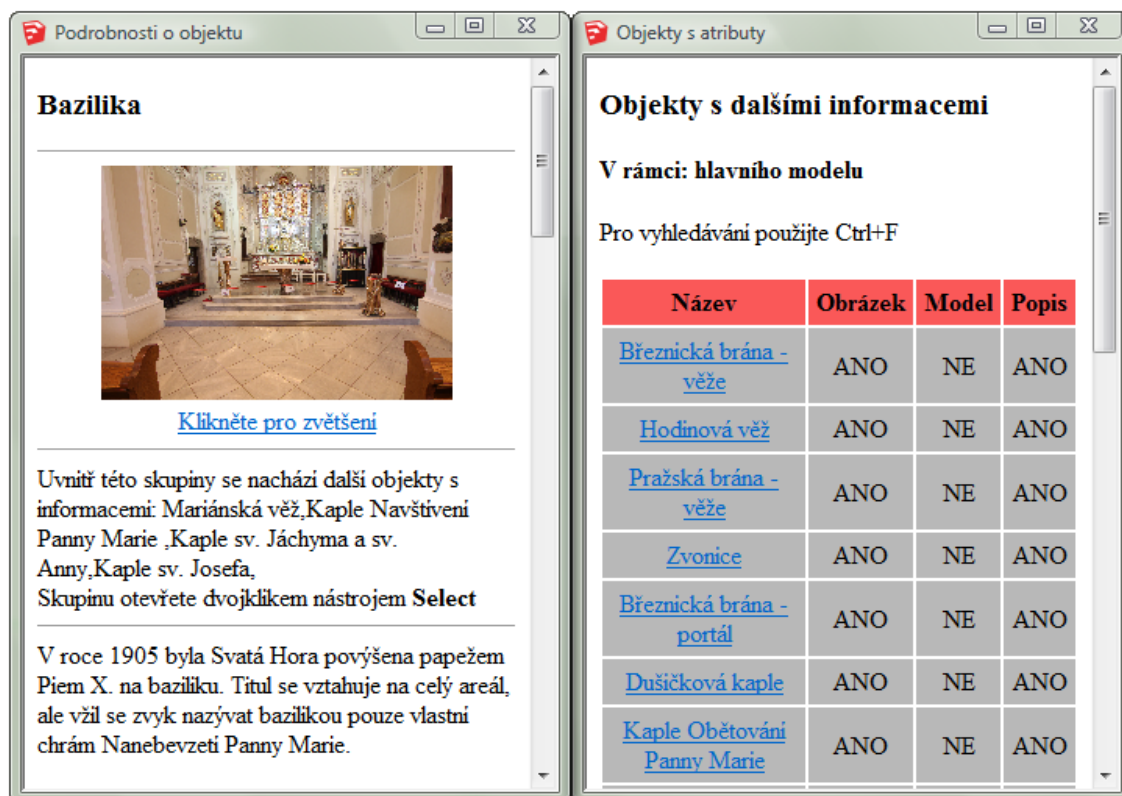 Podrobnosti o objektu
Bazilika
Klikněte pro zvětšení
Uvnitř této skupiny se nachází další objekty s
informacemi: Mariánská věž,Kaple Navštívení
Panny Marie ,Kaple sv. Jáchyma a sv.
Anny,Kaple sv. Josefa,
Skupinu otevřete dvojklikem nástrojem Select
V roce 1905 byla Svatá Hora povýšena papežem
Piem X. na baziliku. Titul se vztahuje na celý areál,
ale vžil se zvyk nazývat bazilikou pouze vlastní
chrám Nanebevzetí Panny Marie.
Objekty s atributy
Objekty s dalšími informacemi
V rámci: hlavního modelu
Pro vyhledávání použijte Ctrl+F
Název Obrázek Model Popis
Březnická brána -
věže ANO NE ANO
Hodinová věž ANO NE ANO
Pražská brána -
věže ANO NE ANO
Zvonice ANO NE ANO
Březnická brána -
portál ANO NE ANO
Dušičková kaple ANO NE ANO
Kaple Obětování
Panny Marie ANO NE ANO